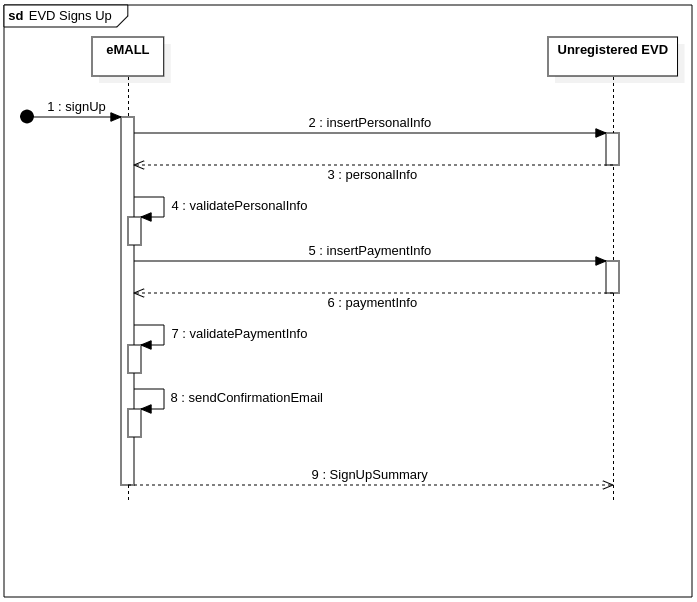 sd EVD Signs Up
eMALL
Unregistered EVD
1 : signUp
2 : insertPersonalInfo
3 : personalInfo
4 : validatePersonalInfo
5 : insertPaymentInfo
6 : paymentInfo
7 : validatePaymentInfo
8 : sendConfirmationEmail
9 : SignUpSummary